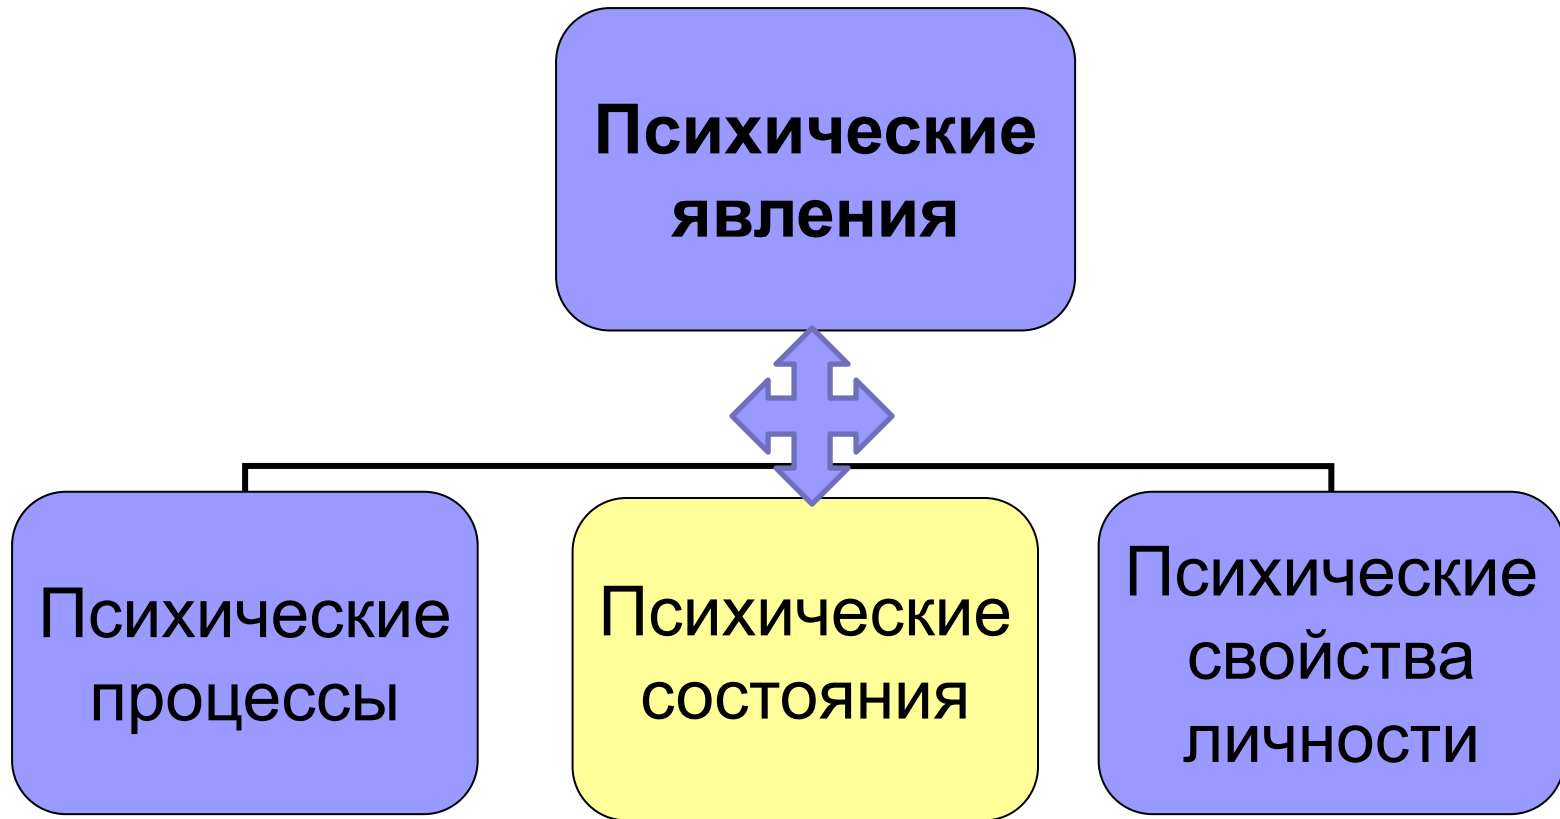 Психические
явления
Психические
процессы
Психические
состояния
Психические
свойства
личности